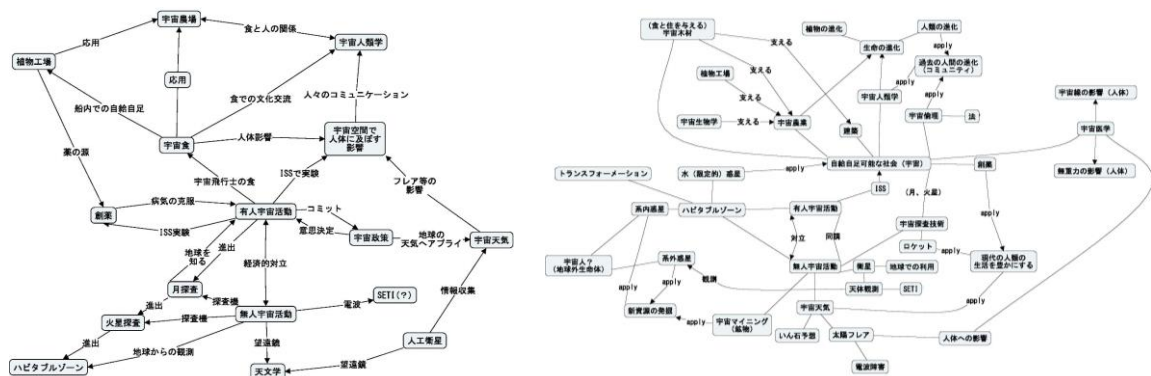 宇宙農場
応用
食と人の関係
宇宙人類学
植物工場
応用
船内での自給自足
食での文化交流
人々のコミュニケーション
宇宙食
人体影響
宇宙空間で
人体に及ぼす
影響
薬の源
宇宙飛行士の食
ISSで実験
フレア等の
影響
創薬
病気の克服
有人宇宙活動
コミット
ISS実験
意思決定
宇宙政策
地球の
天気へアプライ
宇宙天気
地球を
知る
進出
経済的対立
月探査
探査機
進出
SETI(?)
電波
情報収集
火星探査
探査機
無人宇宙活動
進出
地球からの観測
望遠鏡
人工衛星
ハビタブルゾーン
天文学
望遠鏡
(食と住を与える)
宇宙木材
植物の進化
人類の進化
支える
生命の進化
apply
過去の人間の進化
(コミュニティ)
植物工場
支える
apply
支える
宇宙人類学
apply
宇宙線の影響(人体)
宇宙生物学
支える
宇宙農業
宇宙倫理
法
建築
宇宙医学
自給自足可能な社会(宇宙)
創薬
無重力の影響(人体)
トランスフォーメーション
水(限定的)惑星
apply
ISS
(月、火星)
系内惑星
ハビタブルゾーン
有人宇宙活動
apply
宇宙探査技術
対立
同調
ロケット
apply
現代の人類の
生活を豊かにする
宇宙人?
(地球外生命体)
系外惑星
無人宇宙活動
衛星
地球での利用
観測
天体観測
SETI
apply
apply
宇宙天気
apply
新資源の発掘
apply
宇宙マイニング
(鉱物)
いん石予想
太陽フレア
人体への影響
電波障害